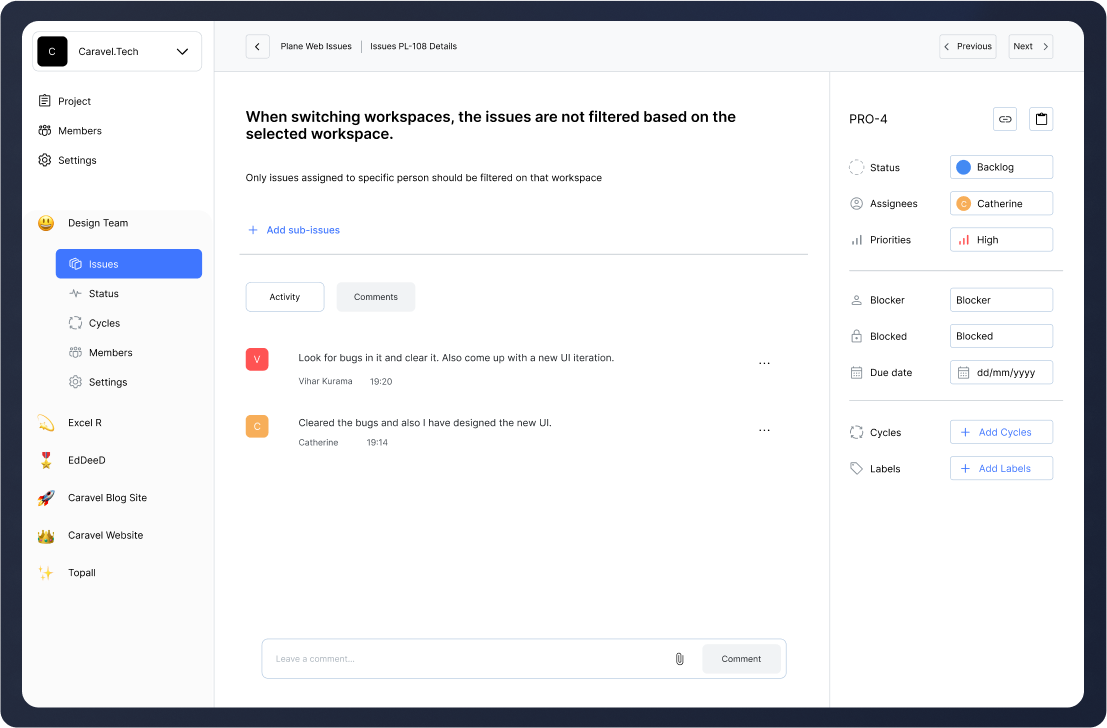 C Caravel.Tech
Project
Members
Settings
Design Team
Issues
Status
Cycles
Members
Settings
Excel R
EdDeeD
Caravel Blog Site
Caravel Website
Topall
Plane Web Issues Issues PL-108 Details
Previous Next
When switching workspaces, the issues are not filtered based on the
selected workspace.
Only issues assigned to specific person should be filtered on that workspace
+ Add sub-issues
Activity Comments
V Look for bugs in it and clear it. Also come up with a new UI iteration. ...
Vihar Kurama 19:20
C Cleared the bugs and also I have designed the new UI. ...
Catherine 19:14
Leave a comment... Comment
PRO-4
Status Backlog
Assignees C Catherine
Priorities High
Blocker Blocker
Blocked Blocked
Due date dd/mm/yyyy
Cycles + Add Cycles
Labels + Add Labels